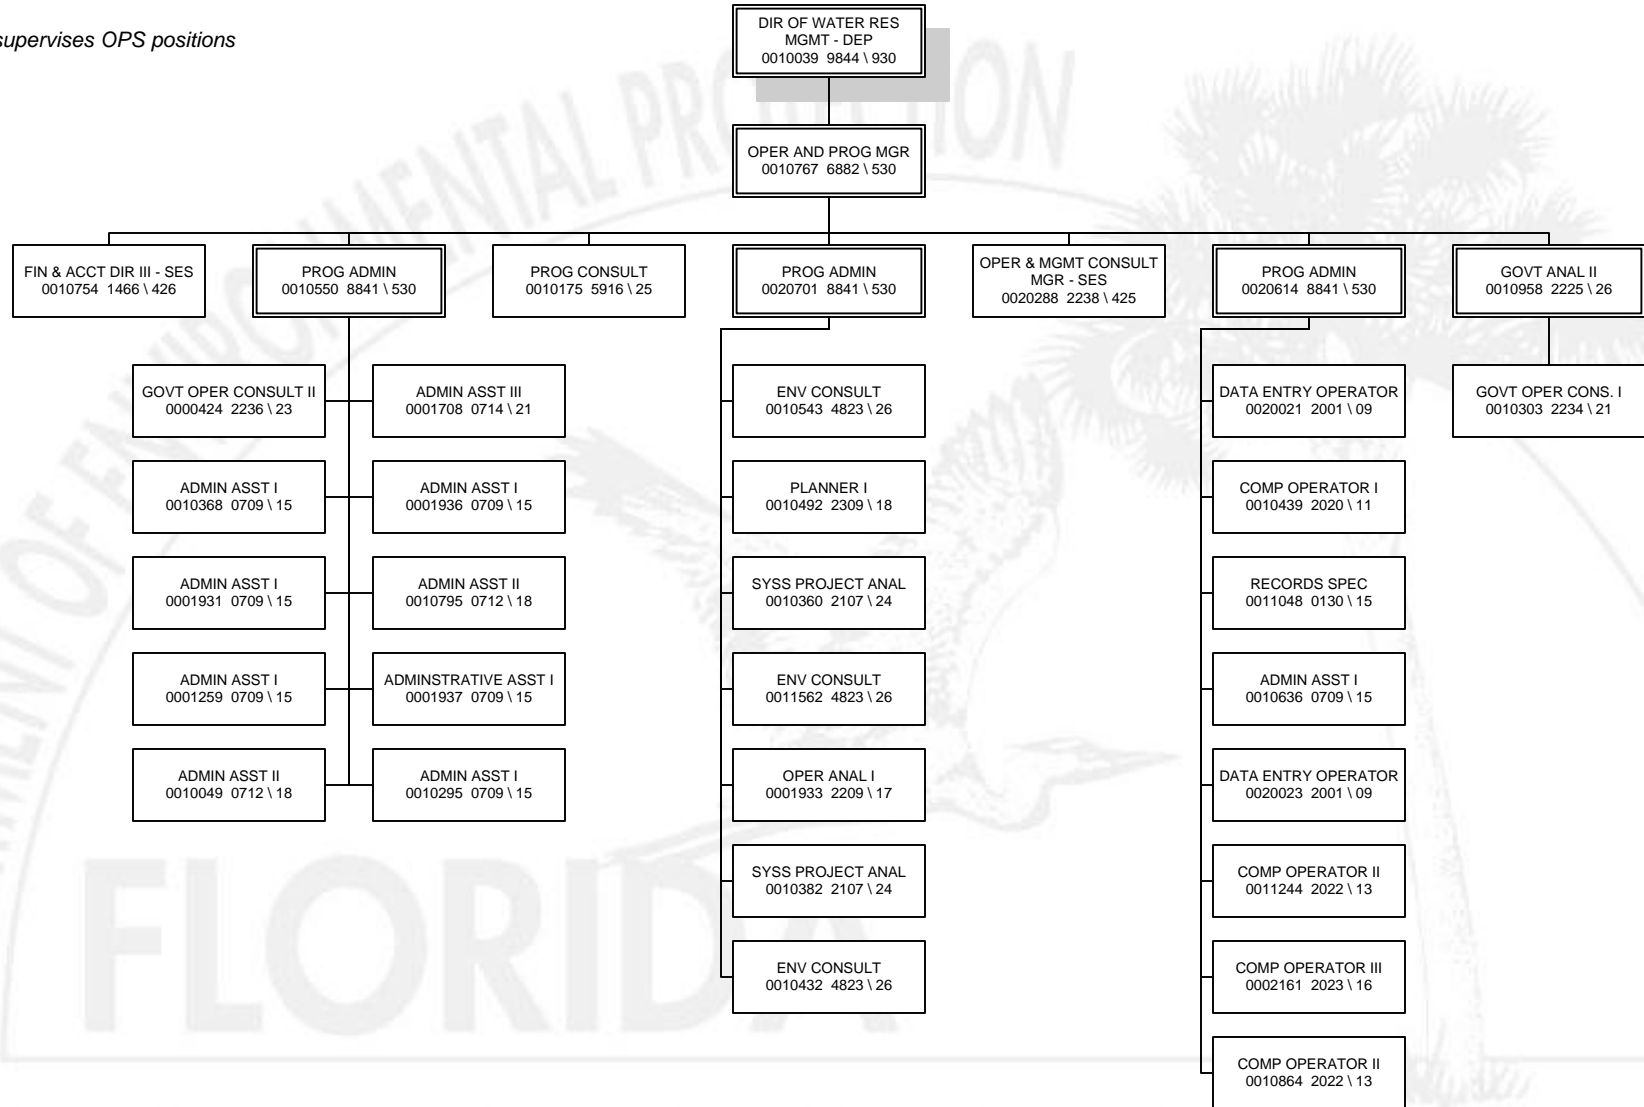 supervises OPS positions
DIR OF WATER RES
MGMT - DEP
0010039 9844 \ 930
OPER AND PROG MGR
0010767 6882 \ 530
FIN & ACCT DIR III - SES
0010754 1466 \ 426
PROG ADMIN
0010550 8841 \ 530
PROG CONSULT
0010175 5916 \ 25
PROG ADMIN
0020701 8841 \ 530
OPER & MGMT CONSULT
MGR - SES
0020288 2238 \ 425
PROG ADMIN
0020614 8841 \ 530
GOVT ANAL II
0010958 2225 \ 26
GOVT OPER CONSULT II
0000424 2236 \ 23
ADMIN ASST III
0001708 0714 \ 21
ADMIN ASST I
0010368 0709 \ 15
ADMIN ASST I
0001936 0709 \ 15
ADMIN ASST I
0001931 0709 \ 15
ADMIN ASST II
0010795 0712 \ 18
ADMIN ASST I
0001259 0709 \ 15
ADMINSTRATIVE ASST I
0001937 0709 \ 15
ADMIN ASST II
0010049 0712 \ 18
ADMIN ASST I
0010295 0709 \ 15
ENV CONSULT
0010543 4823 \ 26
PLANNER I
0010492 2309 \ 18
SYSS PROJECT ANAL
0010360 2107 \ 24
ENV CONSULT
0011562 4823 \ 26
OPER ANAL I
0001933 2209 \ 17
SYSS PROJECT ANAL
0010382 2107 \ 24
ENV CONSULT
0010432 4823 \ 26
DATA ENTRY OPERATOR
0020021 2001 \ 09
COMP OPERATOR I
0010439 2020 \ 11
RECORDS SPEC
0011048 0130 \ 15
ADMIN ASST I
0010636 0709 \ 15
DATA ENTRY OPERATOR
0020023 2001 \ 09
COMP OPERATOR II
0011244 2022 \ 13
COMP OPERATOR III
0002161 2023 \ 16
COMP OPERATOR II
0010864 2022 \ 13
GOVT OPER CONS. I
0010303 2234 \ 21
OF ENVIRONMENTAL PROTECTION
FLORIDA